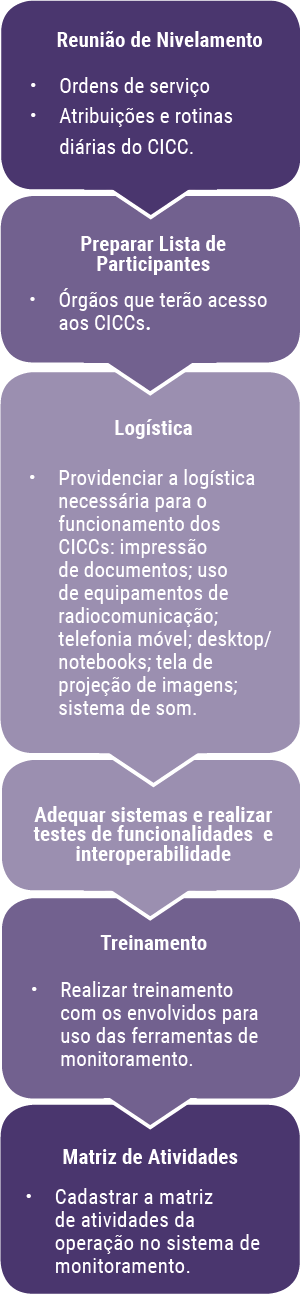 Reunião de Nivelamento
• Ordens de serviço
• Atribuições e rotinas
diárias do CICC.
Preparar Lista de
Participantes
• Órgãos que terão acesso
aos CICCs.
Logística
• Providenciar a logística
necessária para o
funcionamento dos
CICCs: impressão
de documentos; uso
de equipamentos de
radiocomunicação;
telefonia móvel; desktop/
notebooks; tela de
projeção de imagens;
sistema de som.
Adequar sistemas e realizar
testes de funcionalidades e
interoperabilidade
Treinamento
• Realizar treinamento
com os envolvidos para
uso das ferramentas de
monitoramento.
Matriz de Atividades
• Cadastrar a matriz
de atividades da
operação no sistema de
monitoramento.